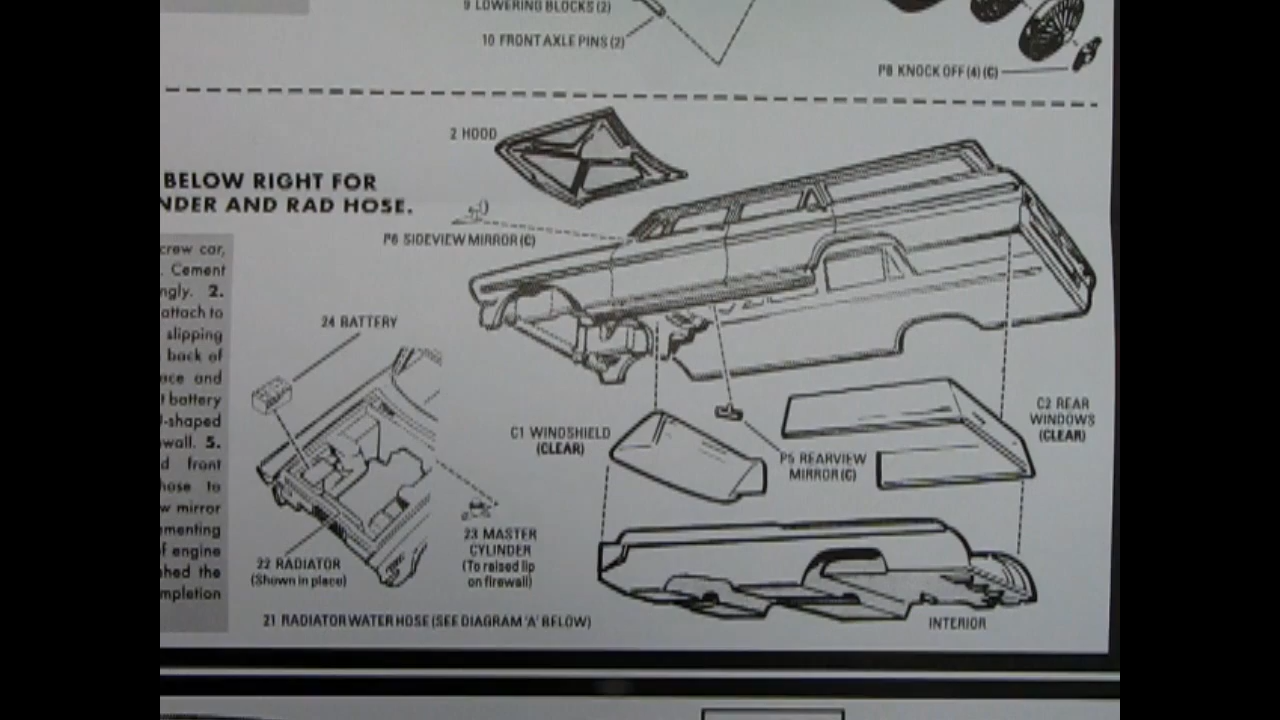 9 LOWERING BLOCKS (2)
10 FRONT AXLE PINS (2)
P8 KNOCK OFF (4) (C)
2 HOOD
BELOW RIGHT FOR
NDER AND RAD HOSE.
P6 SIDEVIEW MIRROR (C)
crew car,
. Cement
ngly. 2.
attach to
slipping
back of
ace and
t battery
-shaped
wall. 5.
d front
hose to
w mirror
ementing
f engine
shed the
mpletion
24 BATTERY
C1 WINDSHIELD
(CLEAR)
C2 REAR
WINDOWS
(CLEAR)
P5 REARVIEW
MIRROR (C)
23 MASTER
CYLINDER
(To raised lip
on firewall)
22 RADIATOR
(Shown in place)
21 RADIATOR WATER HOSE (SEE DIAGRAM 'A' BELOW)
INTERIOR